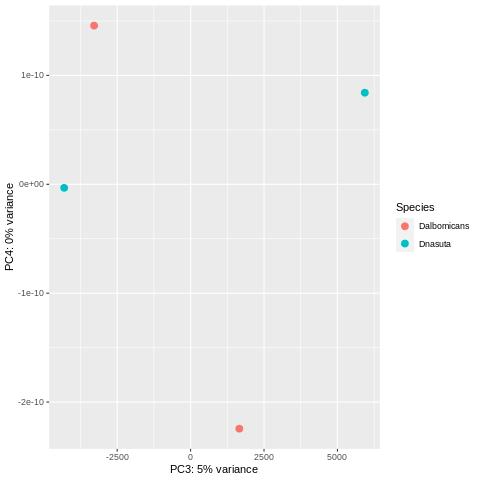 1e-10
0e+00
-1e-10
-2e-10
PC4: 0% variance
-2500 0 2500 5000
PC3: 5% variance
Species
Dalbomicans
Dnasuta